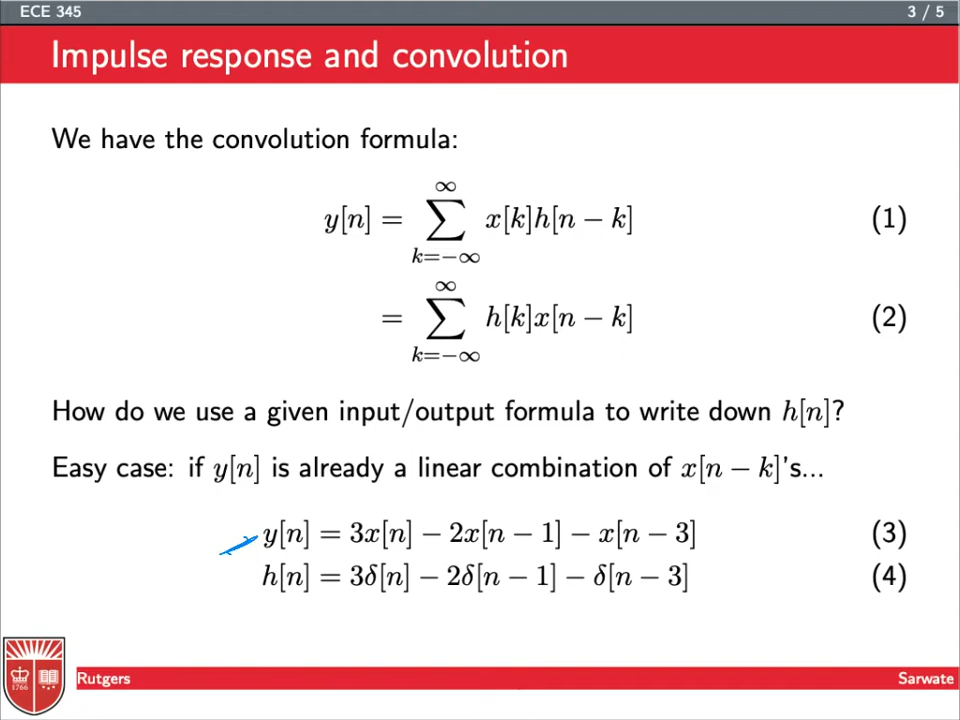 ECE 345 3 / 5
Impulse response and convolution
We have the convolution formula:
y[n] = ∑_{k=−∞}^{∞} x[k]h[n − k] (1)
= ∑_{k=−∞}^{∞} h[k]x[n − k] (2)
How do we use a given input/output formula to write down h[n]?
Easy case: if y[n] is already a linear combination of x[n − k]'s...
y[n] = 3x[n] − 2x[n − 1] − x[n − 3] (3)
h[n] = 3δ[n] − 2δ[n − 1] − δ[n − 3] (4)
1766
Rutgers Sarwate